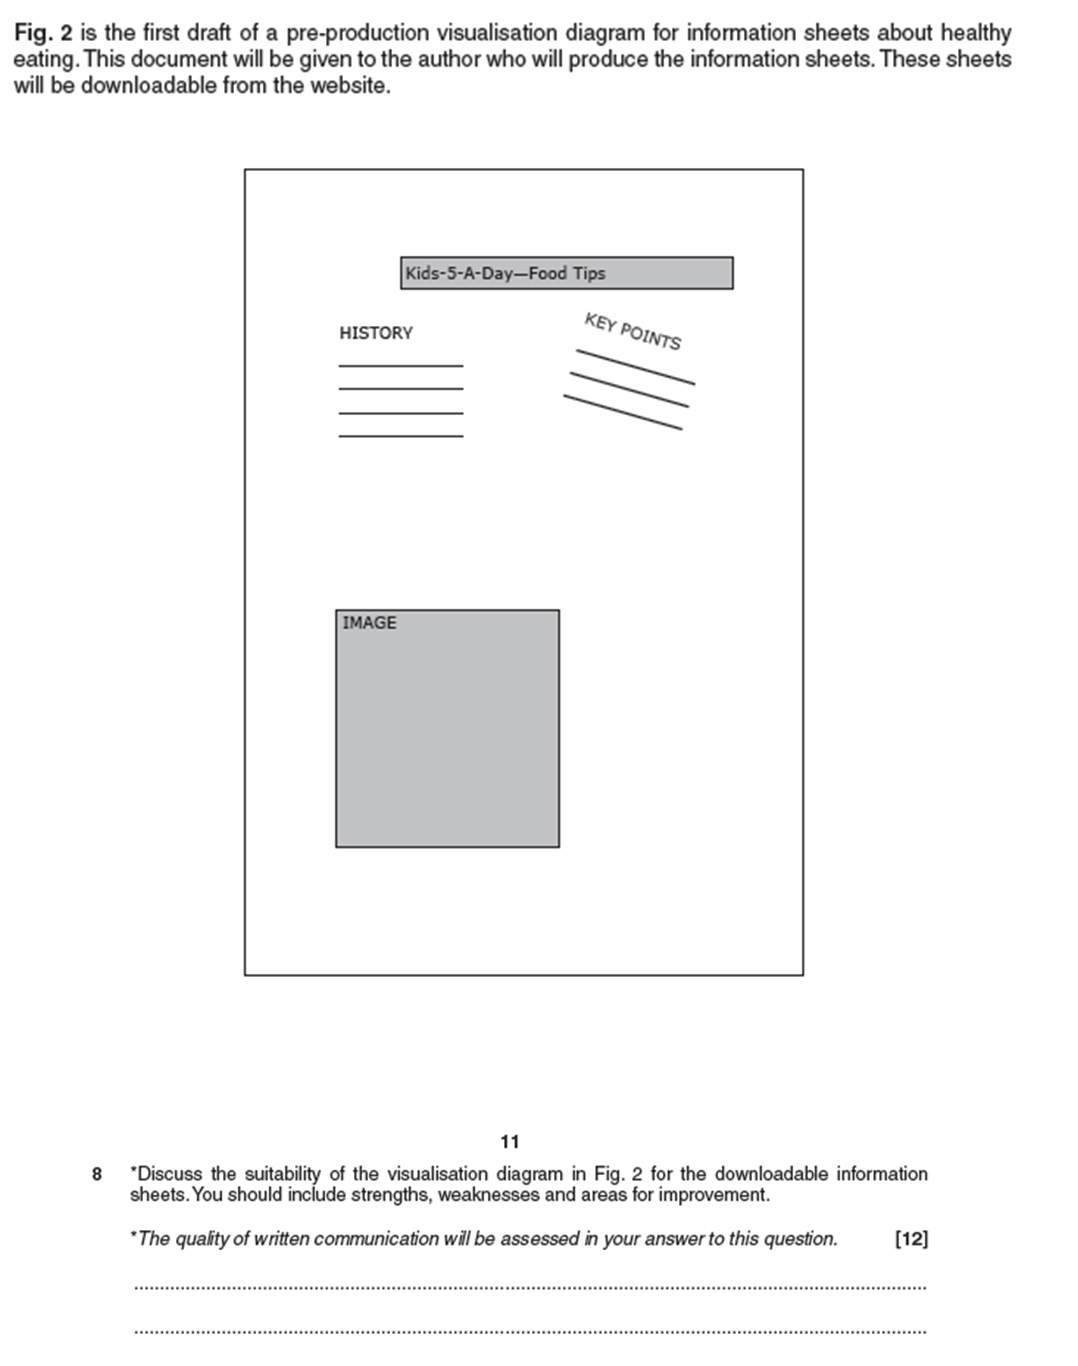 Fig. 2 is the first draft of a pre-production visualisation diagram for information sheets about healthy
eating. This document will be given to the author who will produce the information sheets. These sheets
will be downloadable from the website.
Kids-5-A-Day—Food Tips
HISTORY
KEY POINTS
IMAGE
11
8 *Discuss the suitability of the visualisation diagram in Fig. 2 for the downloadable information
sheets. You should include strengths, weaknesses and areas for improvement.
*The quality of written communication will be assessed in your answer to this question. [12]